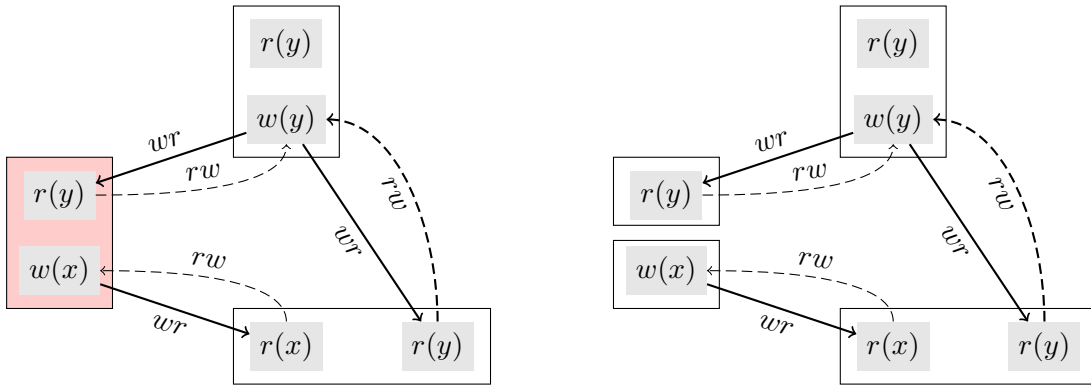 r(y) r(y)
w(y) w(y)
wr wr
rw rw
r(y) rw r(y) rw
w(x) rw wr w(x) rw wr
wr wr
r(x) r(y) r(x) r(y)